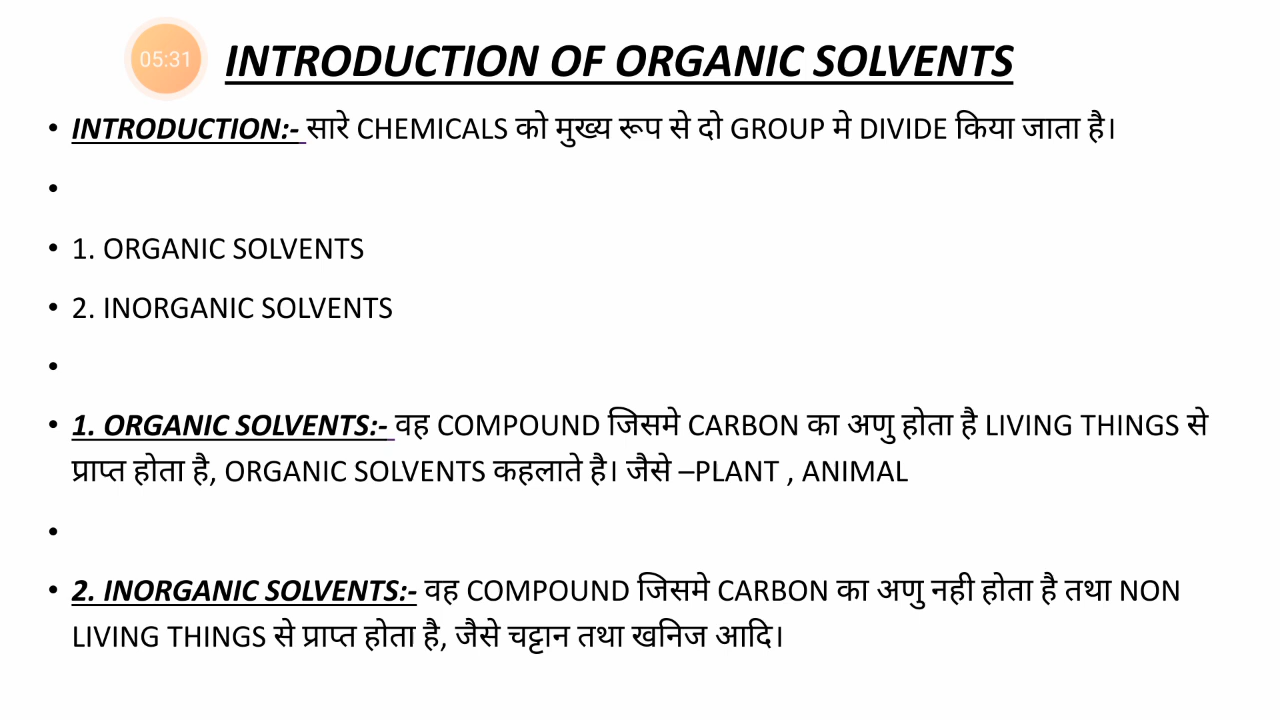 05:31
INTRODUCTION OF ORGANIC SOLVENTS
• INTRODUCTION:- सारे CHEMICALS को मुख्य रूप से दो GROUP मे DIVIDE किया जाता है।
•
• 1. ORGANIC SOLVENTS
• 2. INORGANIC SOLVENTS
•
• 1. ORGANIC SOLVENTS:- वह COMPOUND जिसमे CARBON का अणु होता है LIVING THINGS से
प्राप्त होता है, ORGANIC SOLVENTS कहलाते है। जैसे –PLANT , ANIMAL
•
• 2. INORGANIC SOLVENTS:- वह COMPOUND जिसमे CARBON का अणु नही होता है तथा NON
LIVING THINGS से प्राप्त होता है, जैसे चट्टान तथा खनिज आदि।